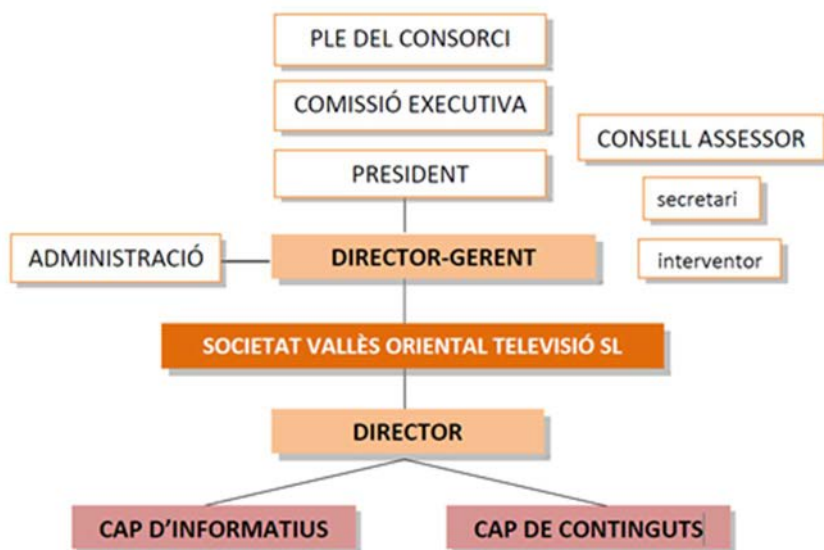 PLE DEL CONSORCI
COMISSIÓ EXECUTIVA
CONSELL ASSESSOR
PRESIDENT
secretari
ADMINISTRACIÓ
DIRECTOR-GERENT
interventor
SOCIETAT VALLÈS ORIENTAL TELEVISIÓ SL
DIRECTOR
CAP D'INFORMATIUS
CAP DE CONTINGUTS